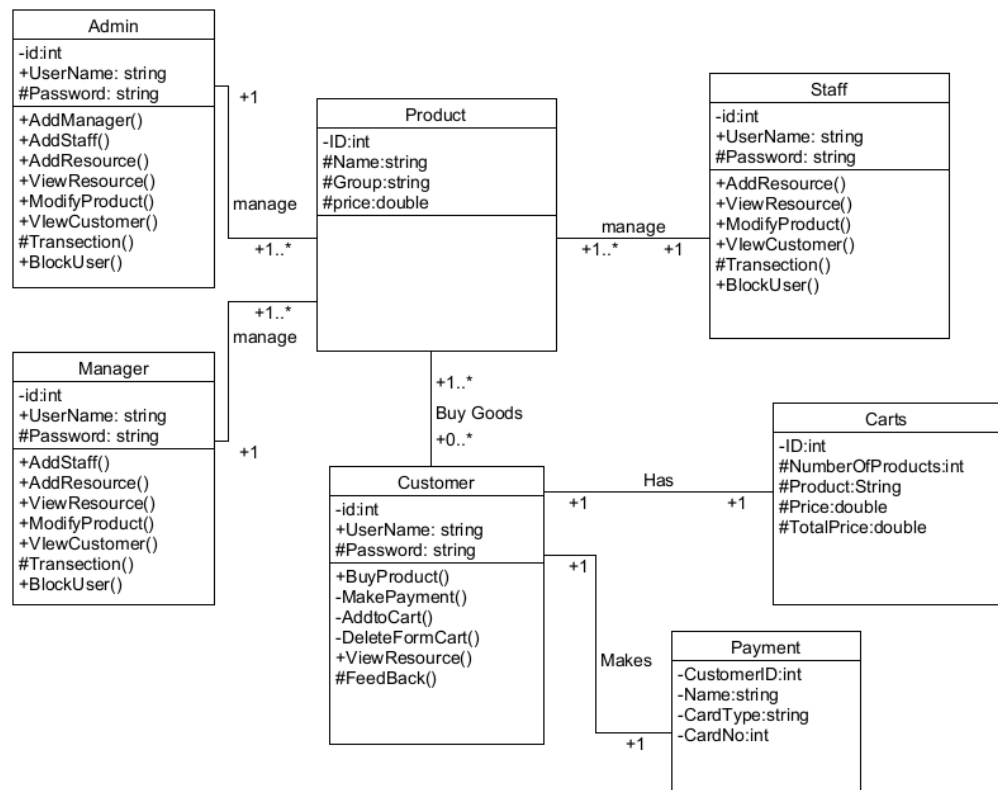 Admin
-id:int
+UserName: string
#Password: string
+AddManager()
+AddStaff()
+AddResource()
+ViewResource()
+ModifyProduct()
+VIewCustomer()
#Transection()
+BlockUser()
+1
manage
+1..*
Product
-ID:int
#Name:string
#Group:string
#price:double
manage
+1..*
+1
Staff
-id:int
+UserName: string
#Password: string
+AddResource()
+ViewResource()
+ModifyProduct()
+VIewCustomer()
#Transection()
+BlockUser()
+1..*
manage
+1
Manager
-id:int
+UserName: string
#Password: string
+AddStaff()
+AddResource()
+ViewResource()
+ModifyProduct()
+VIewCustomer()
#Transection()
+BlockUser()
+1..*
Buy Goods
+0..*
Customer
-id:int
+UserName: string
#Password: string
+BuyProduct()
-MakePayment()
-AddtoCart()
-DeleteFormCart()
+ViewResource()
#FeedBack()
Has
+1
+1
Carts
-ID:int
#NumberOfProducts:int
#Product:String
#Price:double
#TotalPrice:double
+1
Makes
+1
Payment
-CustomerID:int
-Name:string
-CardType:string
-CardNo:int